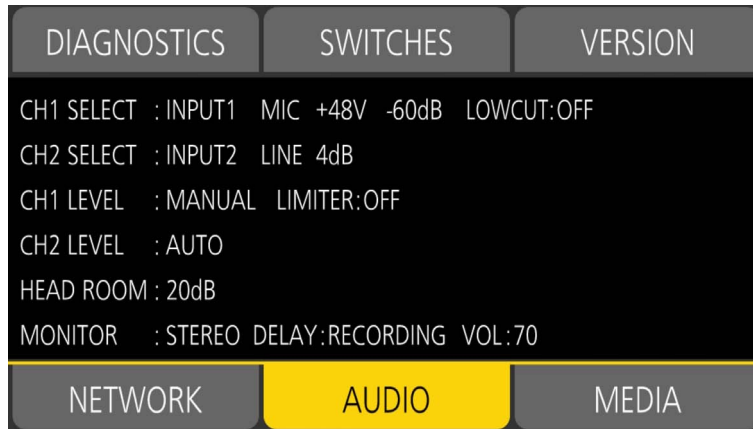 DIAGNOSTICS SWITCHES VERSION
CH1 SELECT : INPUT1 MIC +48V -60dB LOWCUT:OFF
CH2 SELECT : INPUT2 LINE 4dB
CH1 LEVEL : MANUAL LIMITER:OFF
CH2 LEVEL : AUTO
HEAD ROOM : 20dB
MONITOR : STEREO DELAY:RECORDING VOL:70
NETWORK AUDIO MEDIA